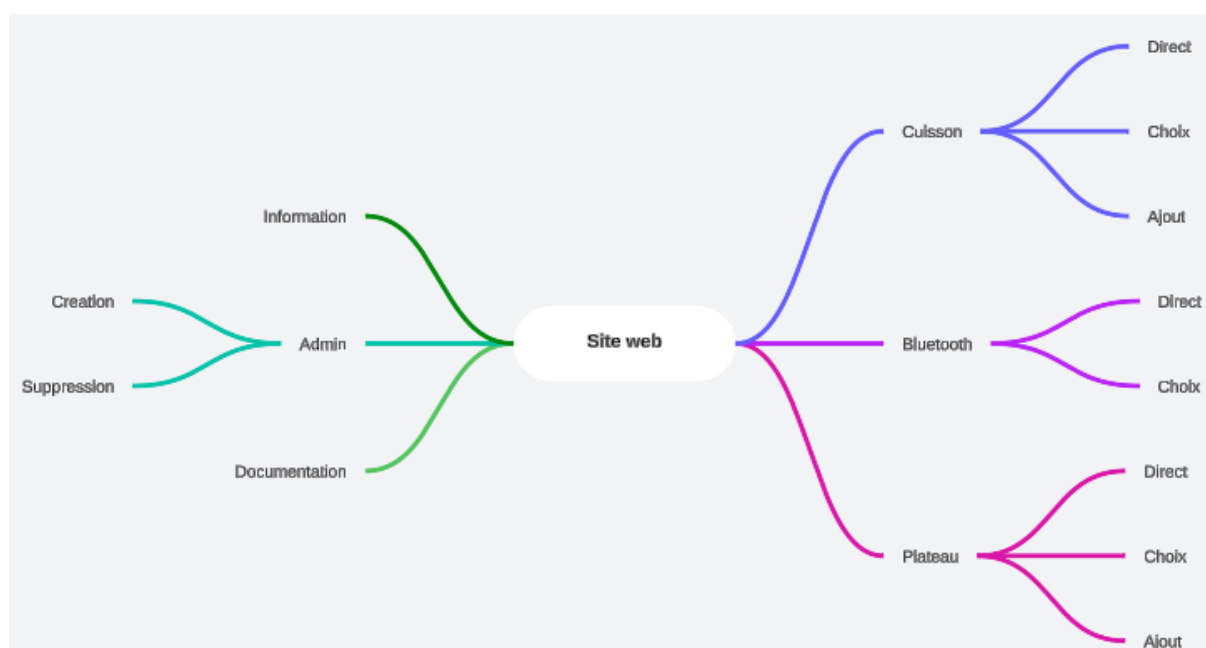 Direct
Cuisson
Choix
Information
Ajout
Creation
Direct
Site web
Admin
Bluetooth
Suppression
Choix
Documentation
Direct
Plateau
Choix
Ajout